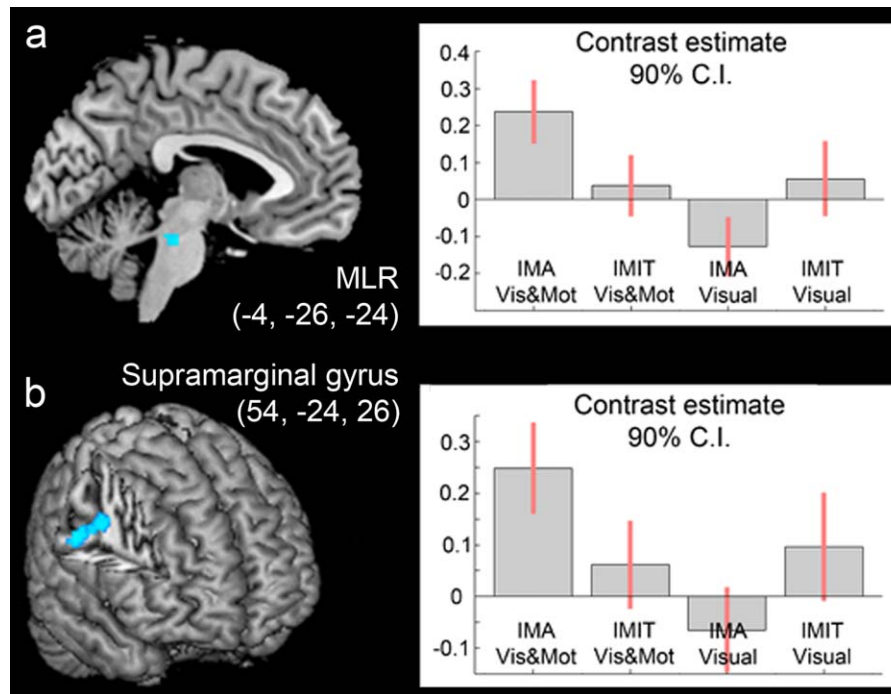 a
MLR
(-4, -26, -24)
Contrast estimate
90% C.I.
0.4
0.3
0.2
0.1
0
-0.1
-0.2
IMA IMIT IMA IMIT
Vis&Mot Vis&Mot Visual Visual
b
Supramarginal gyrus
(54, -24, 26)
Contrast estimate
90% C.I.
0.3
0.2
0.1
0
-0.1
IMA IMIT IMA IMIT
Vis&Mot Vis&Mot Visual Visual